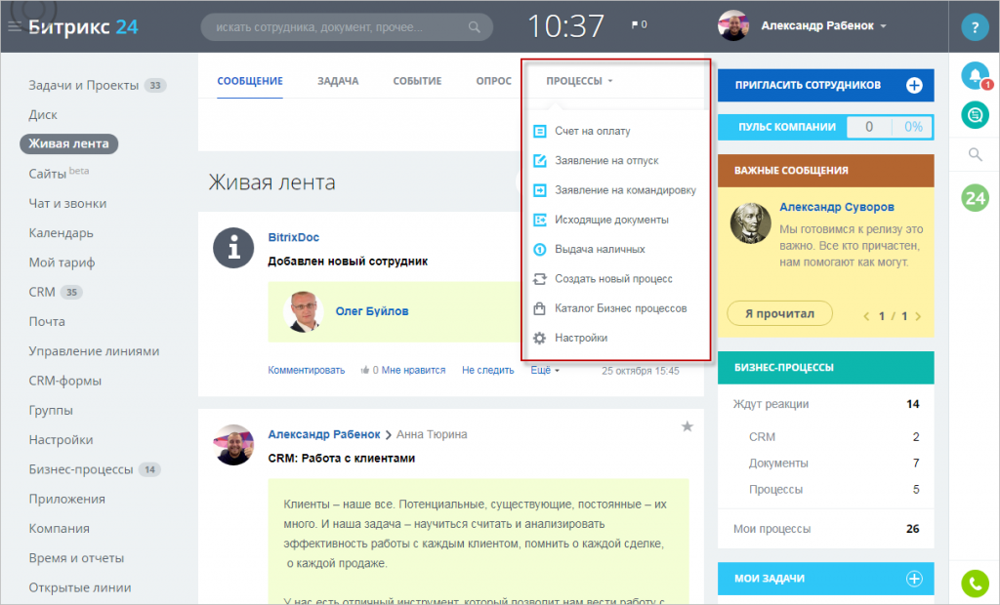 Битрикс 24
искать сотрудника, документ, прочее...
10:37
0
Александр Рабенок
?
Задачи и Проекты 33
Диск
Живая лента
Сайты beta
Чат и звонки
Календарь
Мой тариф
CRM 35
Почта
Управление линиями
CRM-формы
Группы
Настройки
Бизнес-процессы 14
Приложения
Компания
Время и отчеты
Открытые линии
СООБЩЕНИЕ ЗАДАЧА СОБЫТИЕ ОПРОС ПРОЦЕССЫ
Счет на оплату
Заявление на отпуск
Заявление на командировку
Исходящие документы
Выдача наличных
Создать новый процесс
Каталог Бизнес процессов
Настройки
Живая лента
BitrixDoc
Добавлен новый сотрудник
Олег Буйлов
Комментировать 0 Мне нравится Не следить Ещё 25 октября 15:45
Александр Рабенок > Анна Тюрина
CRM: Работа с клиентами
Клиенты – наше все. Потенциальные, существующие, постоянные – их
много. И наша задача – научиться считать и анализировать
эффективность работы с каждым клиентом, помнить о каждой сделке,
о каждой продаже.
У нас есть отличный инструмент, который позволит нам вести работу с
ПРИГЛАСИТЬ СОТРУДНИКОВ
ПУЛЬС КОМПАНИИ 0 0%
ВАЖНЫЕ СООБЩЕНИЯ
Александр Суворов
Мы готовимся к релизу это
важно. Все кто причастен,
нам помогают как могут.
Я прочитал
1 / 1
БИЗНЕС-ПРОЦЕССЫ
Ждут реакции 14
CRM 2
Документы 7
Процессы 5
Мои процессы 26
МОИ ЗАДАЧИ
1
24